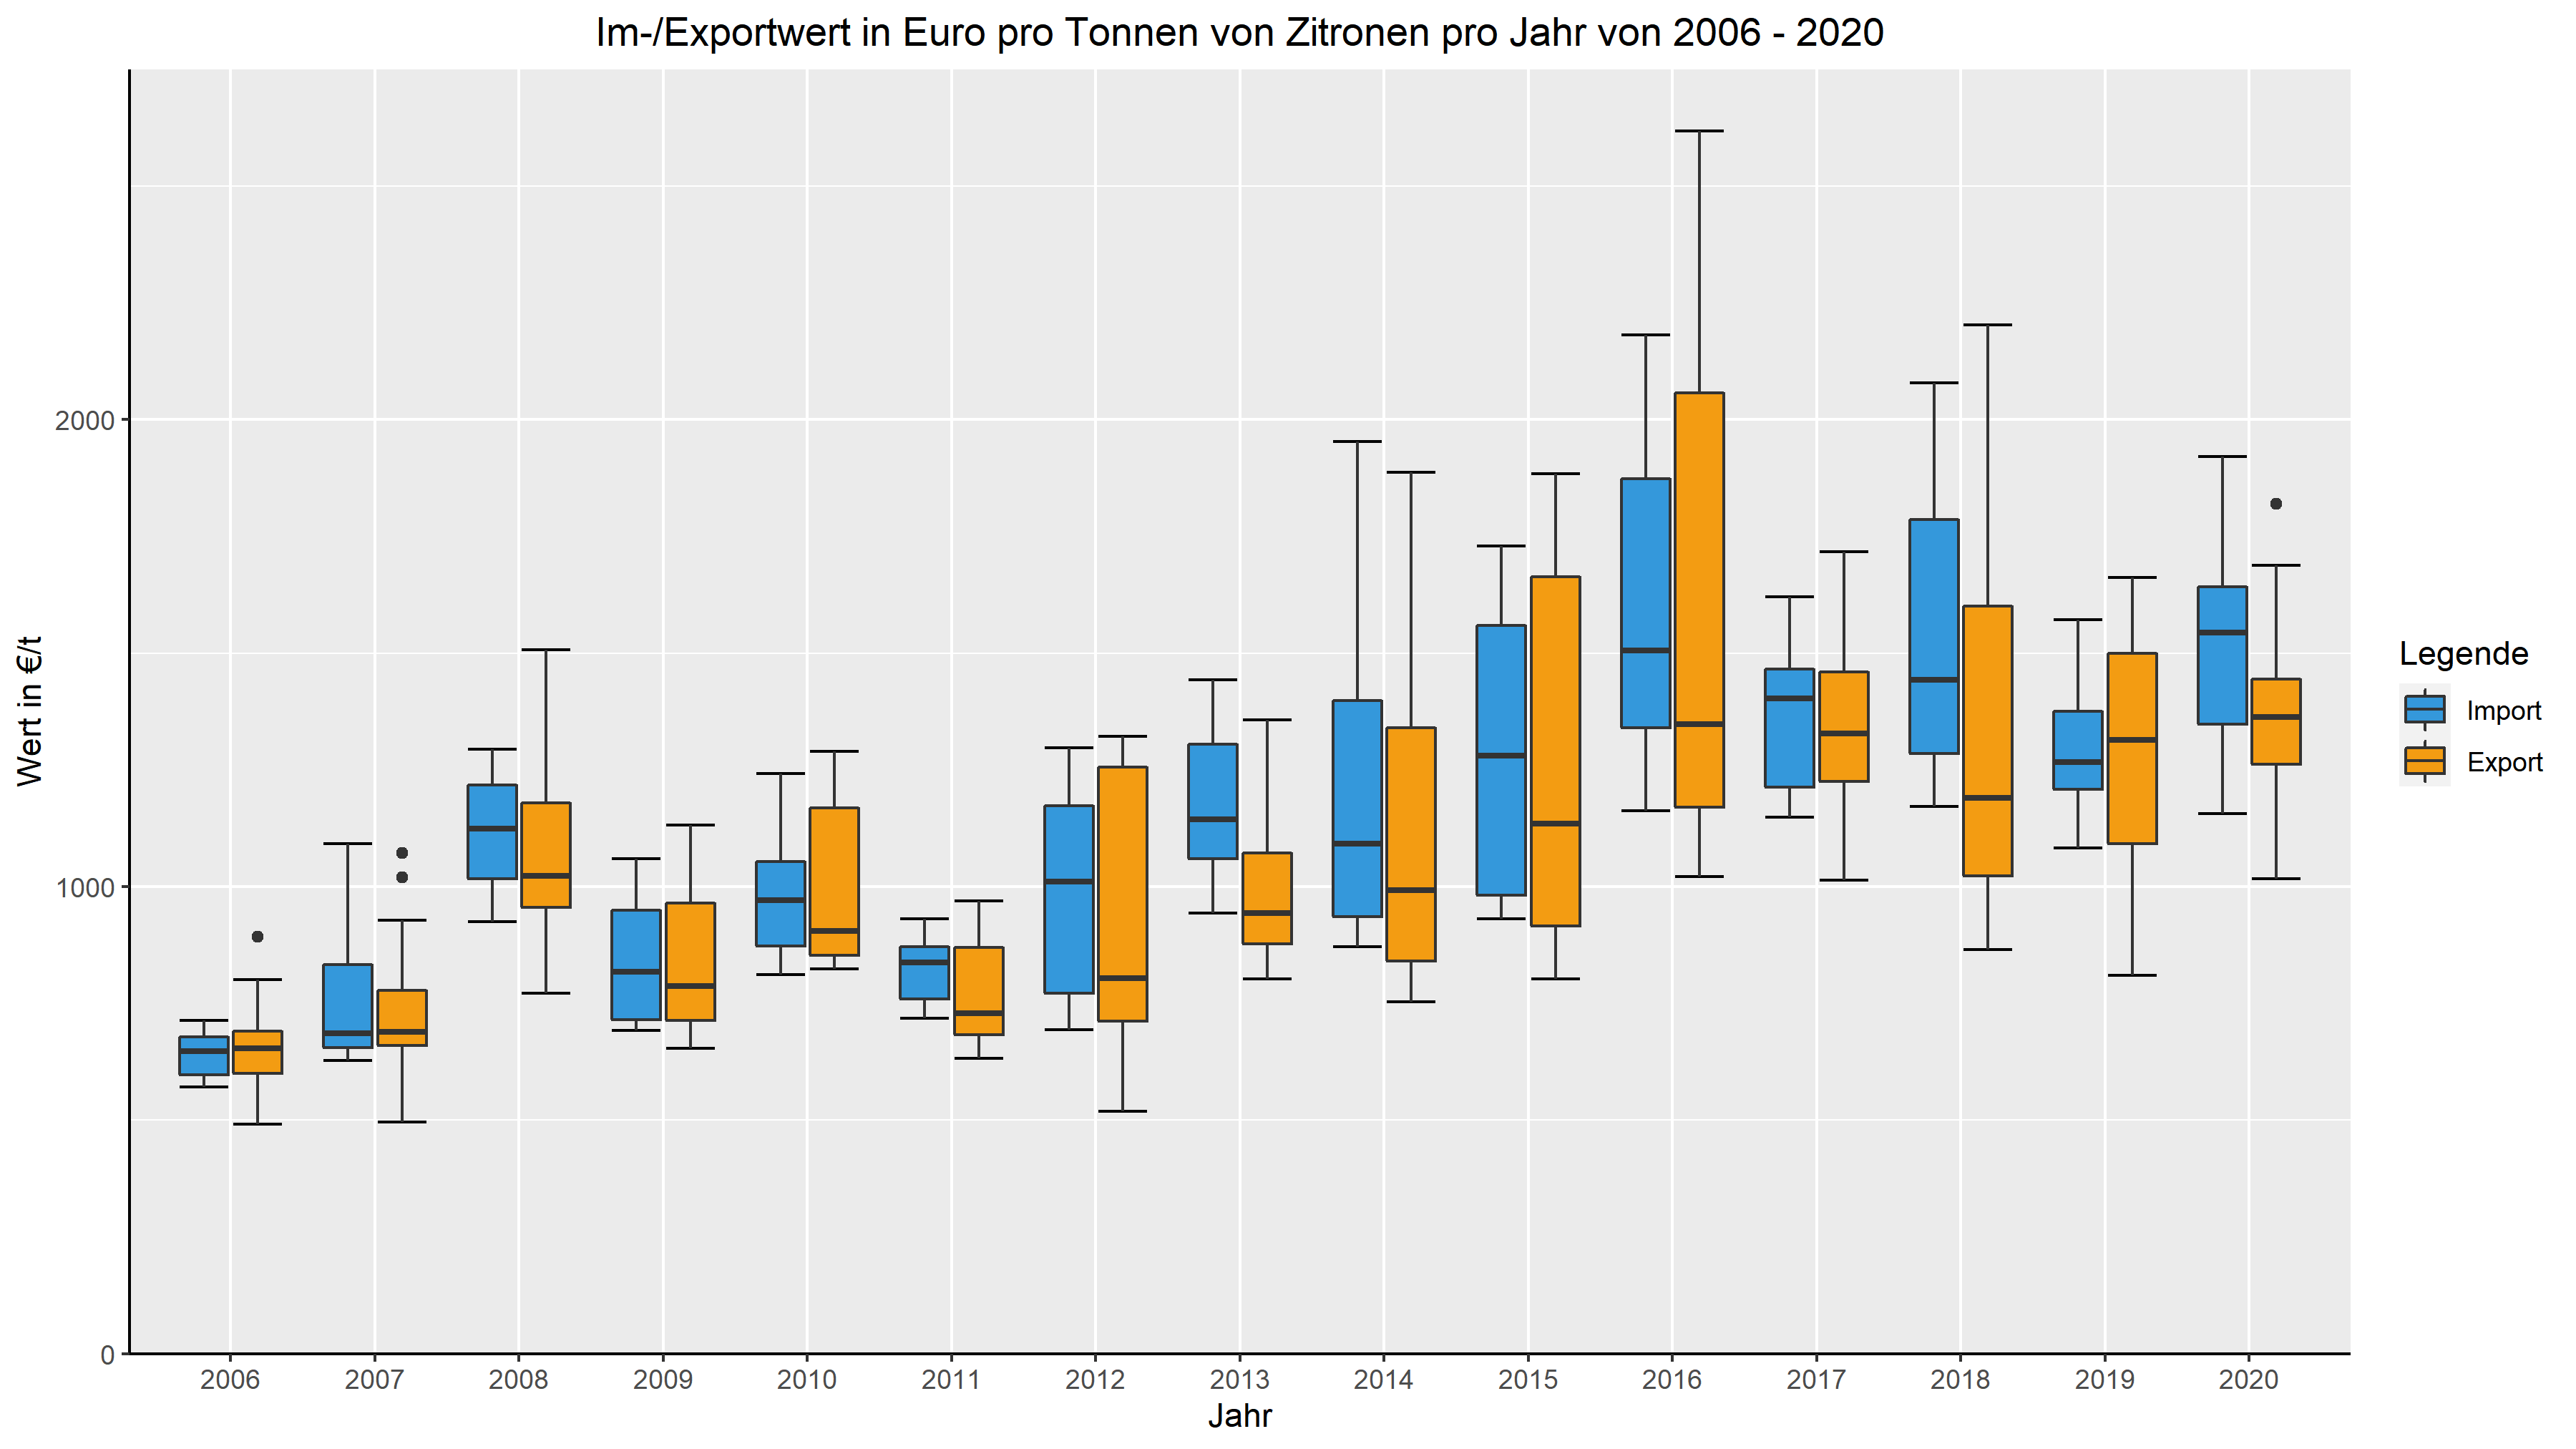 Im-/Exportwert in Euro pro Tonnen von Zitronen pro Jahr von 2006 - 2020
Wert in €/t
2000
1000
0
2006 2007 2008 2009 2010 2011 2012 2013 2014 2015 2016 2017 2018 2019 2020
Jahr
Legende
Import
Export